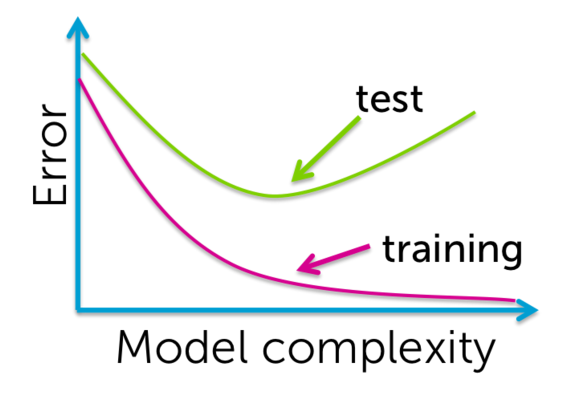 test
Error
training
Model complexity